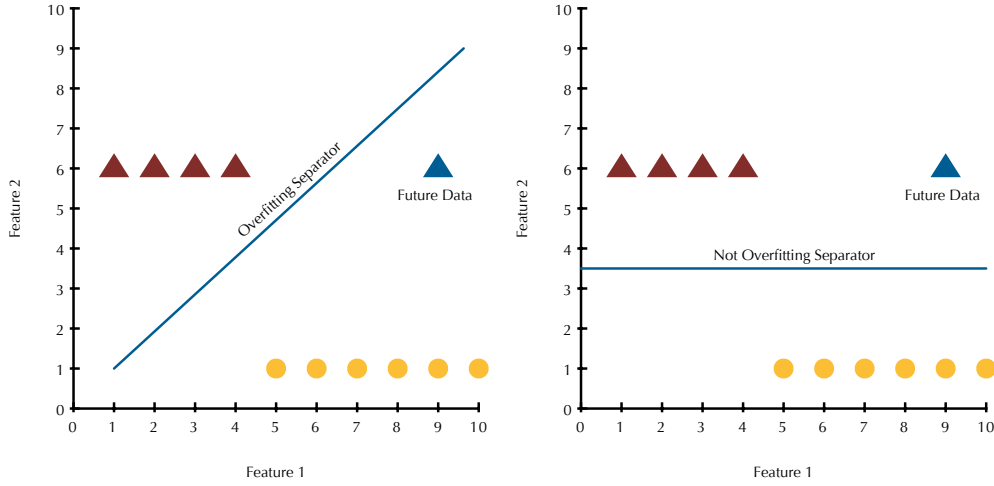 10
9
8
7
6
5
4
3
2
1
0
Feature 2
Overfitting Separator
Future Data
0 1 2 3 4 5 6 7 8 9 10
Feature 1
10
9
8
7
6
5
4
3
2
1
0
Feature 2
Future Data
Not Overfitting Separator
0 1 2 3 4 5 6 7 8 9 10
Feature 1